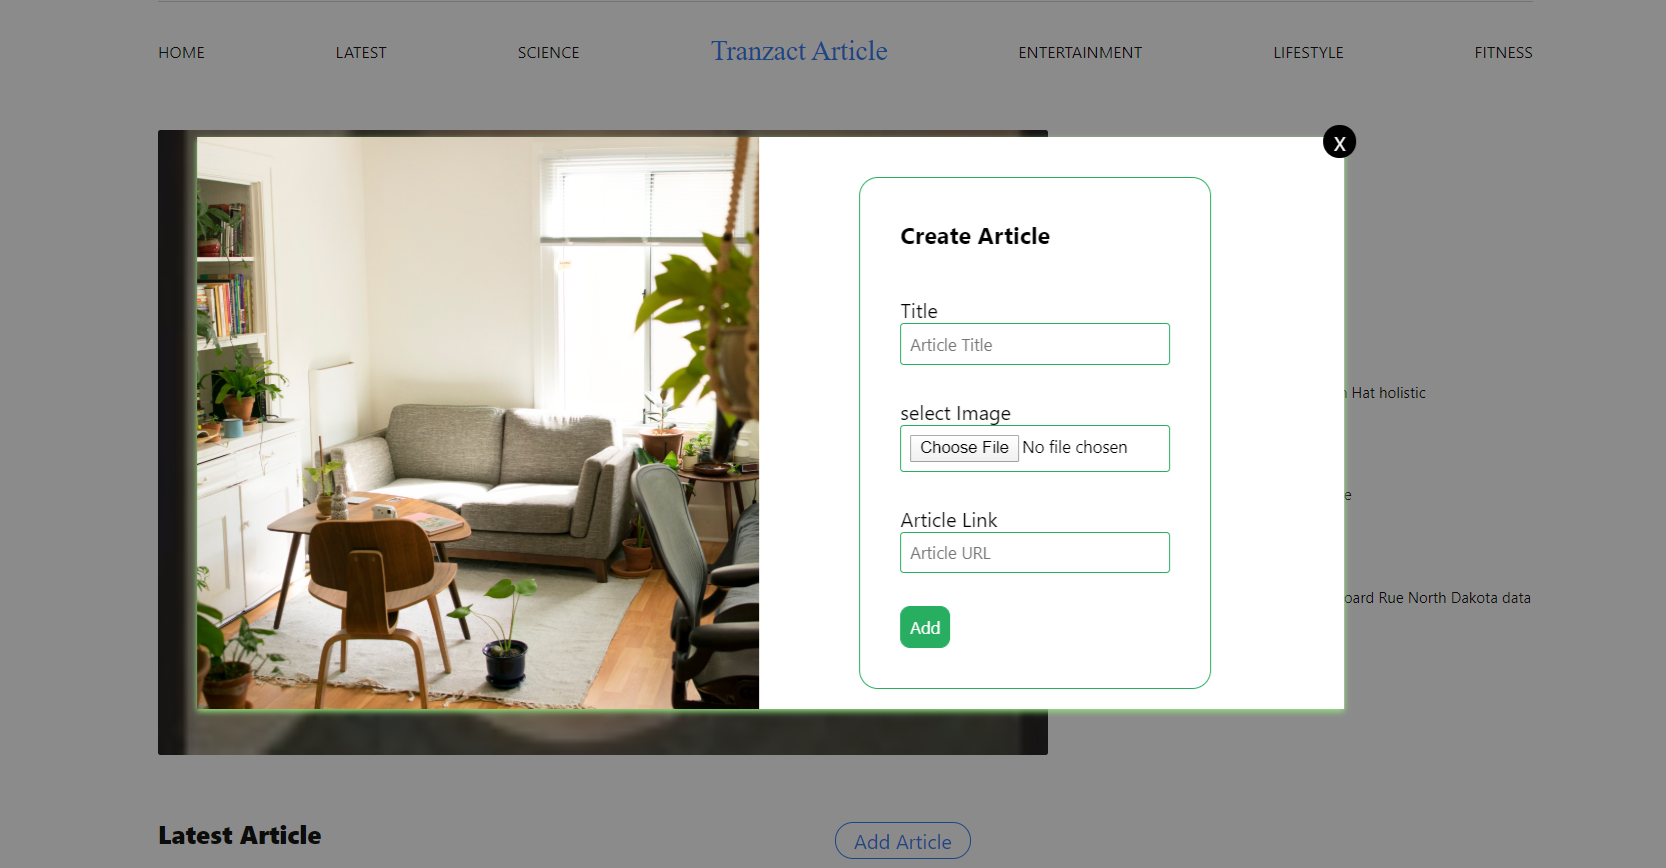 HOME LATEST SCIENCE Tranzact Article ENTERTAINMENT LIFESTYLE FITNESS
X
Create Article
Title
Article Title
Hat holistic
select Image
Choose File No file chosen
Article Link
Article URL
Rue North Dakota data
Add
Latest Article
Add Article